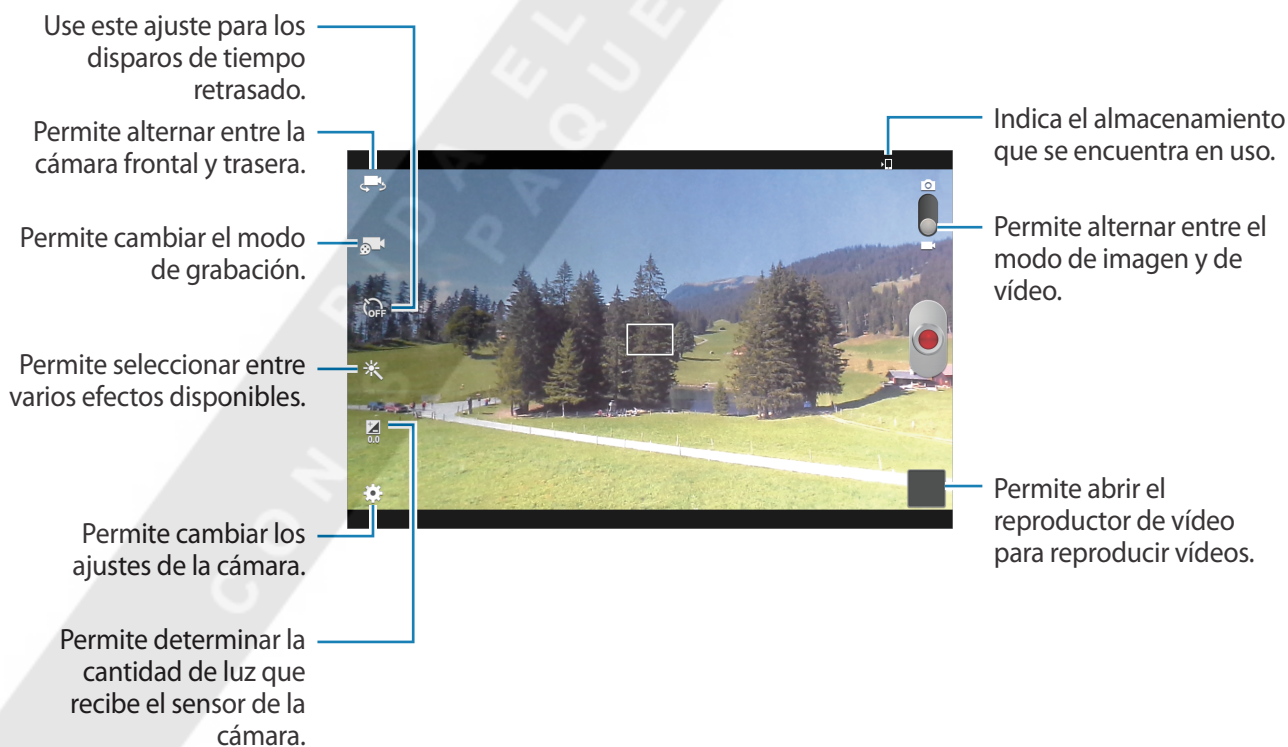 Use este ajuste para los
disparos de tiempo
retrasado.
Permite alternar entre la
cámara frontal y trasera.
Permite cambiar el modo
de grabación.
Permite seleccionar entre
varios efectos disponibles.
Permite cambiar los
ajustes de la cámara.
Permite determinar la
cantidad de luz que
recibe el sensor de la
cámara.
OFF
0.0
Indica el almacenamiento
que se encuentra en uso.
Permite alternar entre el
modo de imagen y de
vídeo.
Permite abrir el
reproductor de vídeo
para reproducir vídeos.